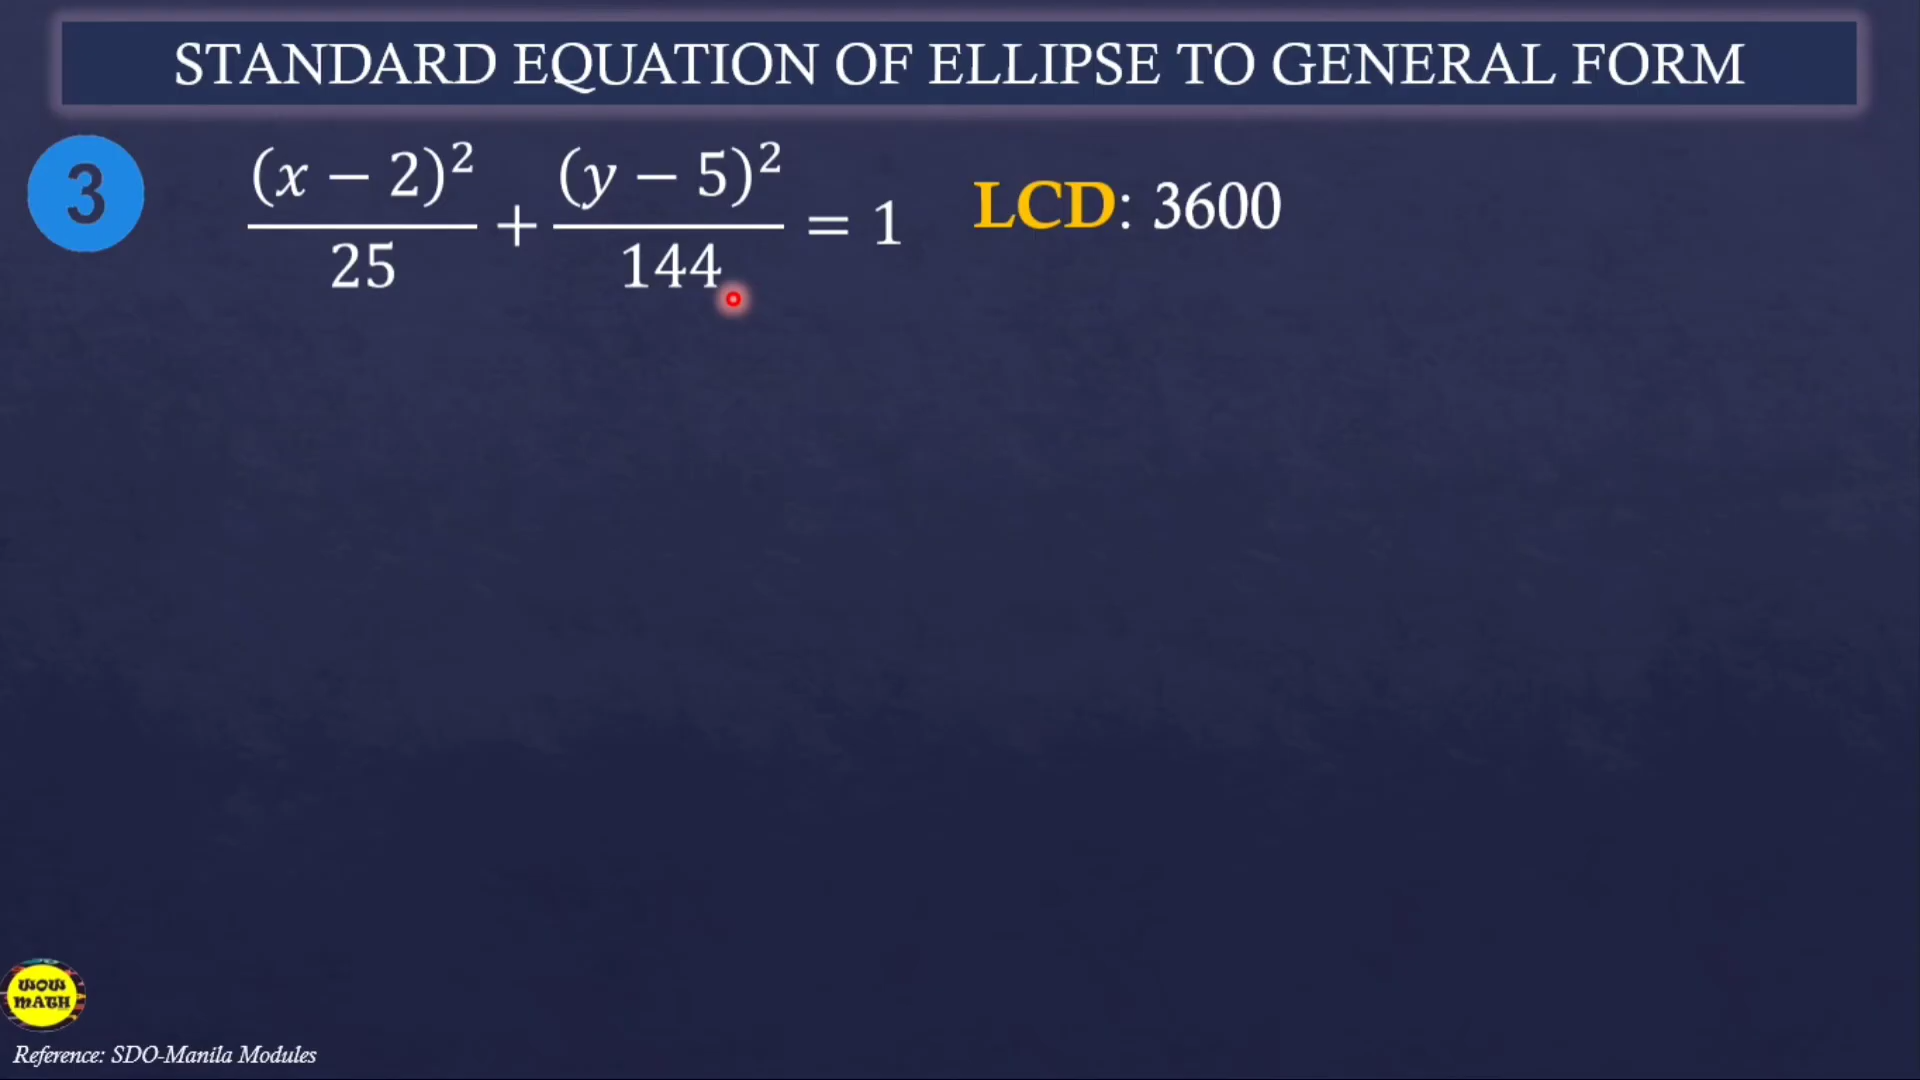 STANDARD EQUATION OF ELLIPSE TO GENERAL FORM
3
(x − 2)²/25 + (y − 5)²/144 = 1
LCD: 3600
WOW
MATH
Reference: SDO-Manila Modules